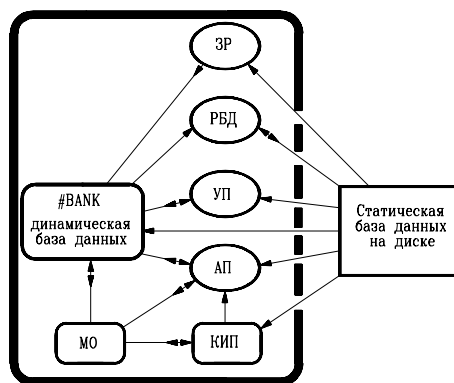 ЗР
РБД
УП
#BANK
динамическая
база данных
Статическая
база данных
на диске
АП
МО
КИП